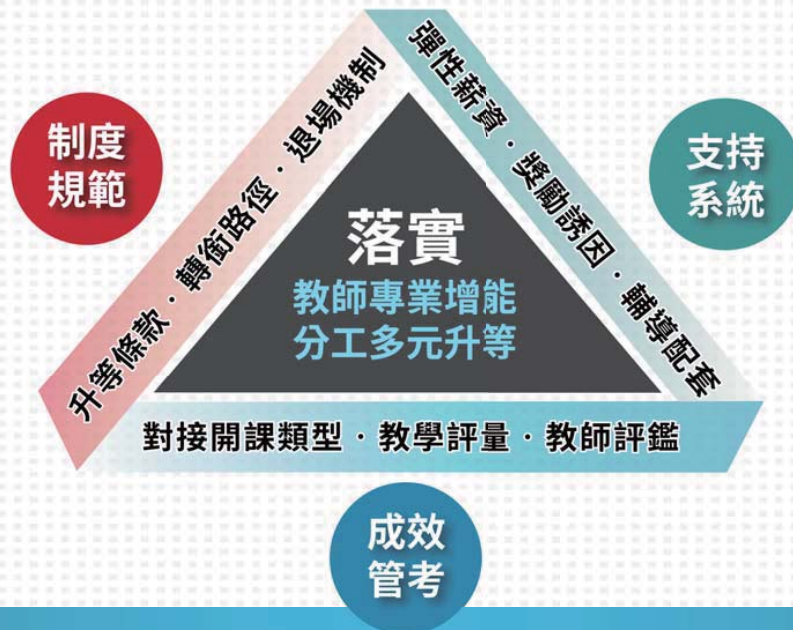 制度
規範
升等條款・轉銜路徑・退場機制
彈性薪資・獎勵誘因・輔導配套
支持
系統
落實
教師專業增能
分工多元升等
對接開課類型・教學評量・教師評鑑
成效
管考